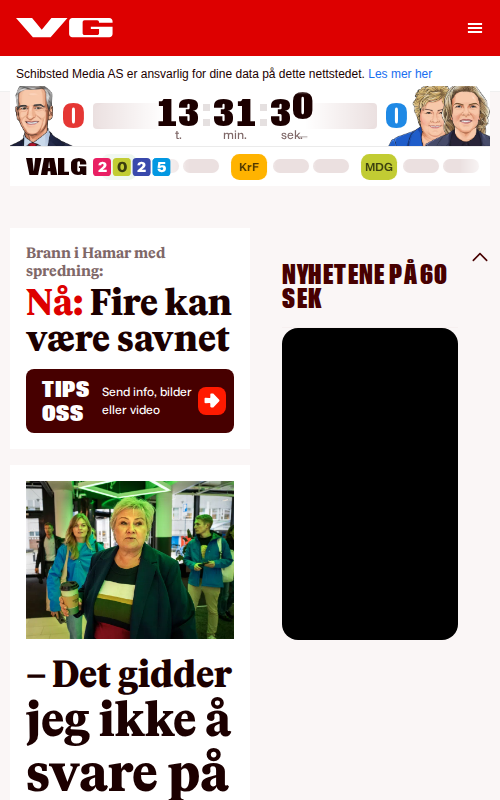 VG
Schibsted Media AS er ansvarlig for dine data på dette nettstedet. Les mer her
0 13:31:30 0
t. min. sek.
VALG 2025 KrF MDG
Brann i Hamar med
spredning:
Nå: Fire kan
være savnet
TIPS
OSS
Send info, bilder
eller video
NYHETENE PÅ 60
SEK
– Det gidder
jeg ikke å
svare på